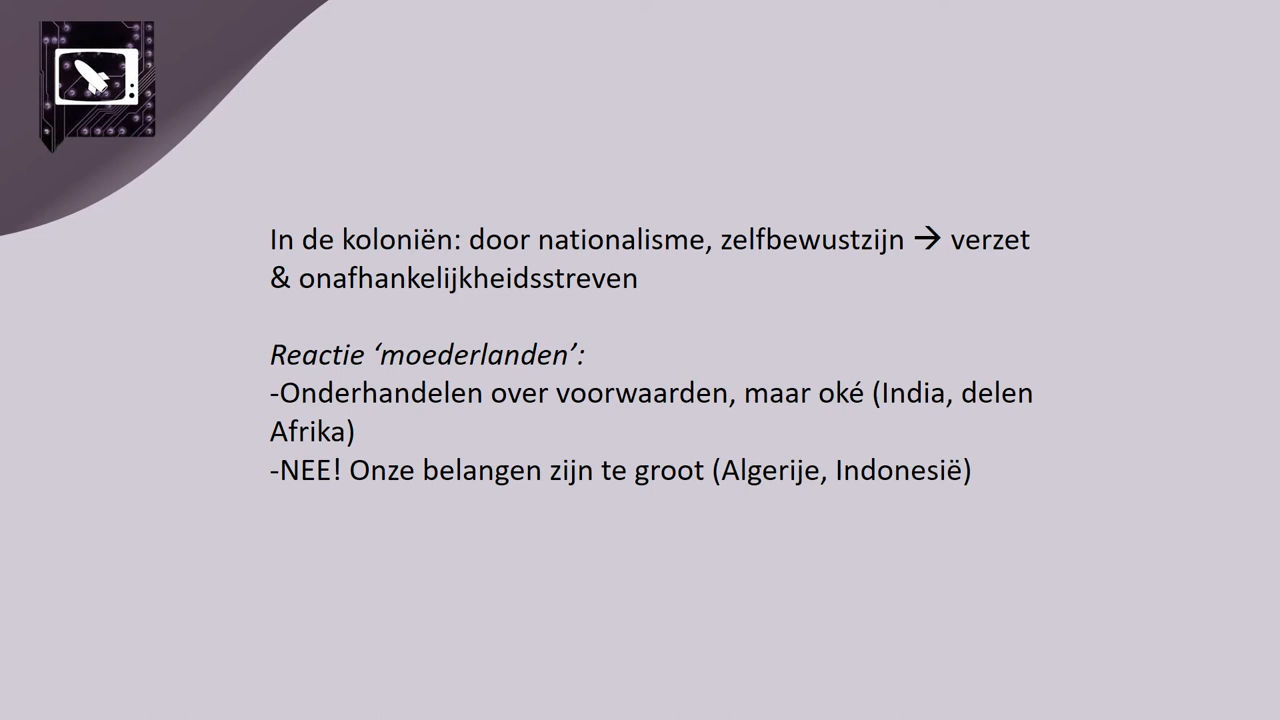 In de koloniën: door nationalisme, zelfbewustzijn → verzet
& onafhankelijkheidsstreven
Reactie ‘moederlanden’:
-Onderhandelen over voorwaarden, maar oké (India, delen
Afrika)
-NEE! Onze belangen zijn te groot (Algerije, Indonesië)